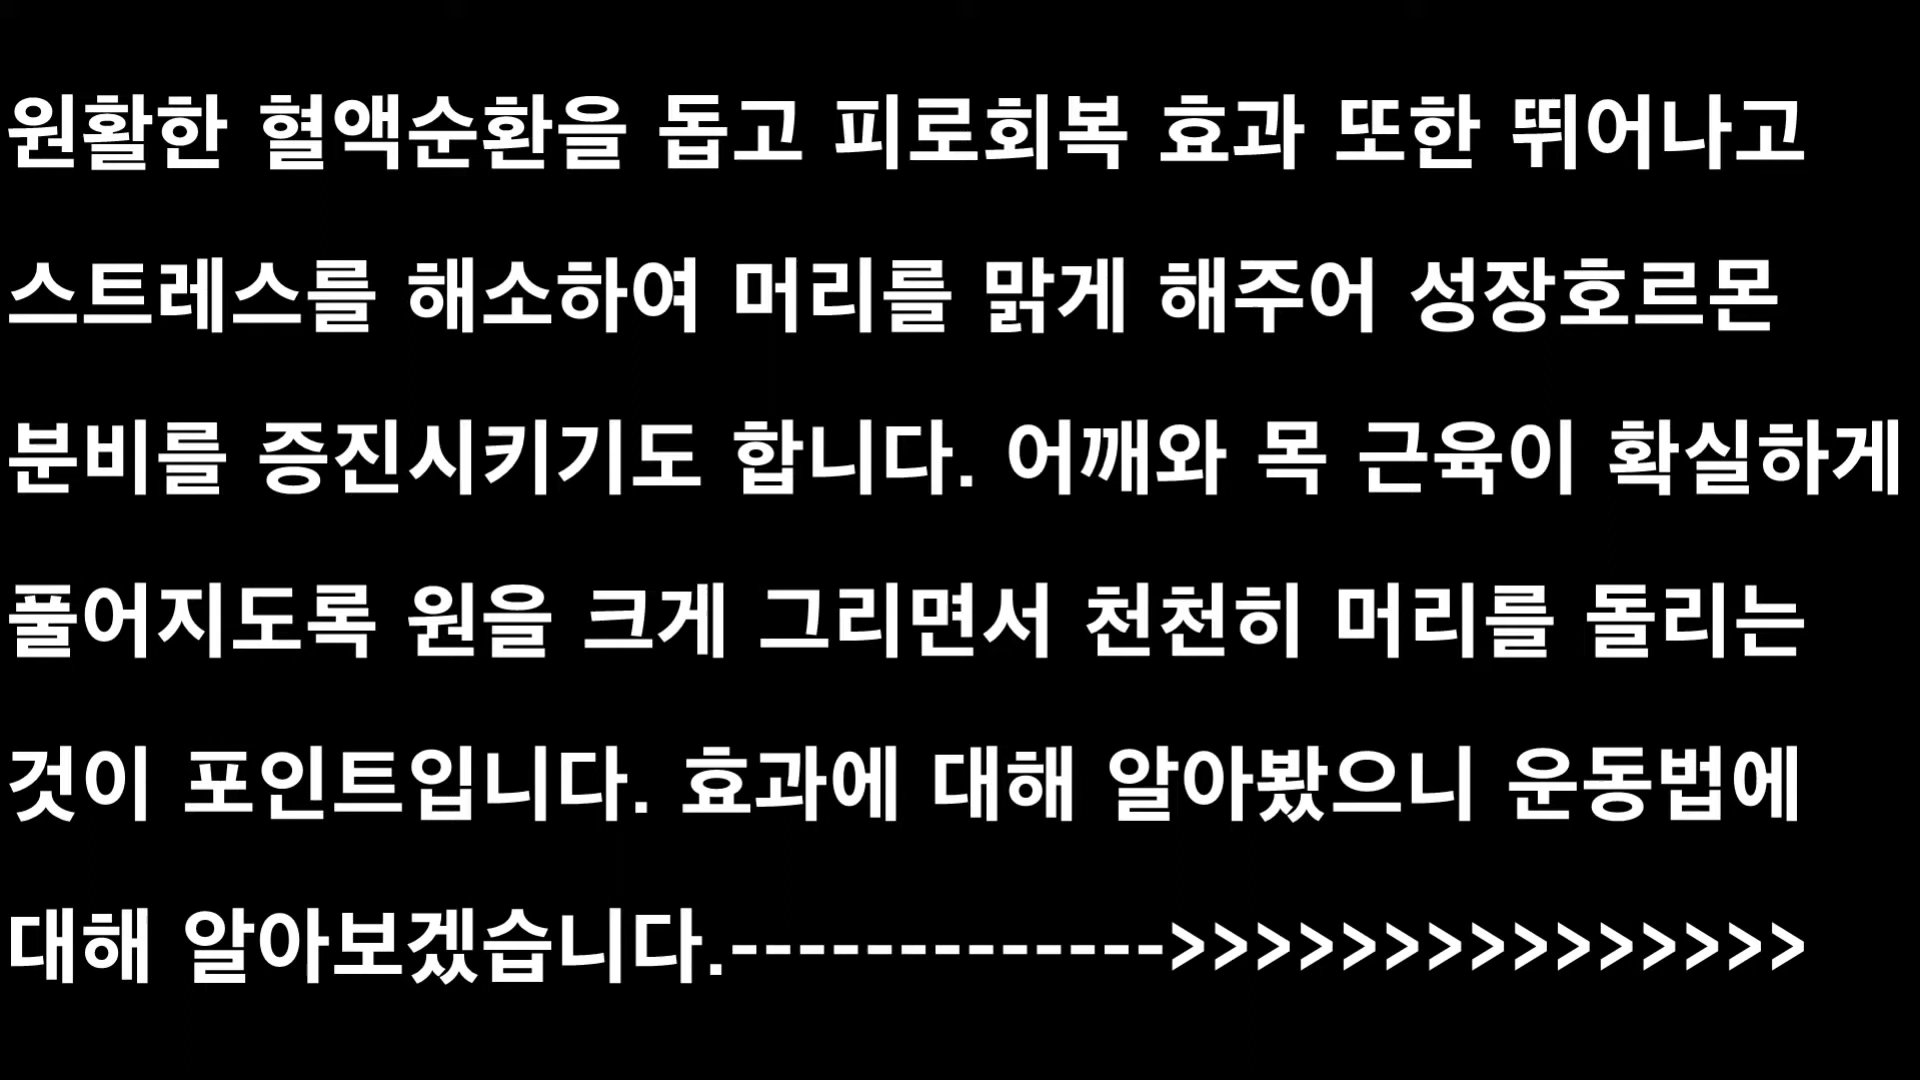 원활한 혈액순환을 돕고 피로회복 효과 또한 뛰어나고
스트레스를 해소하여 머리를 맑게 해주어 성장호르몬
분비를 증진시키기도 합니다. 어깨와 목 근육이 확실하게
풀어지도록 원을 크게 그리면서 천천히 머리를 돌리는
것이 포인트입니다. 효과에 대해 알아봤으니 운동법에
대해 알아보겠습니다.------------->>>>>>>>>>>>>>>